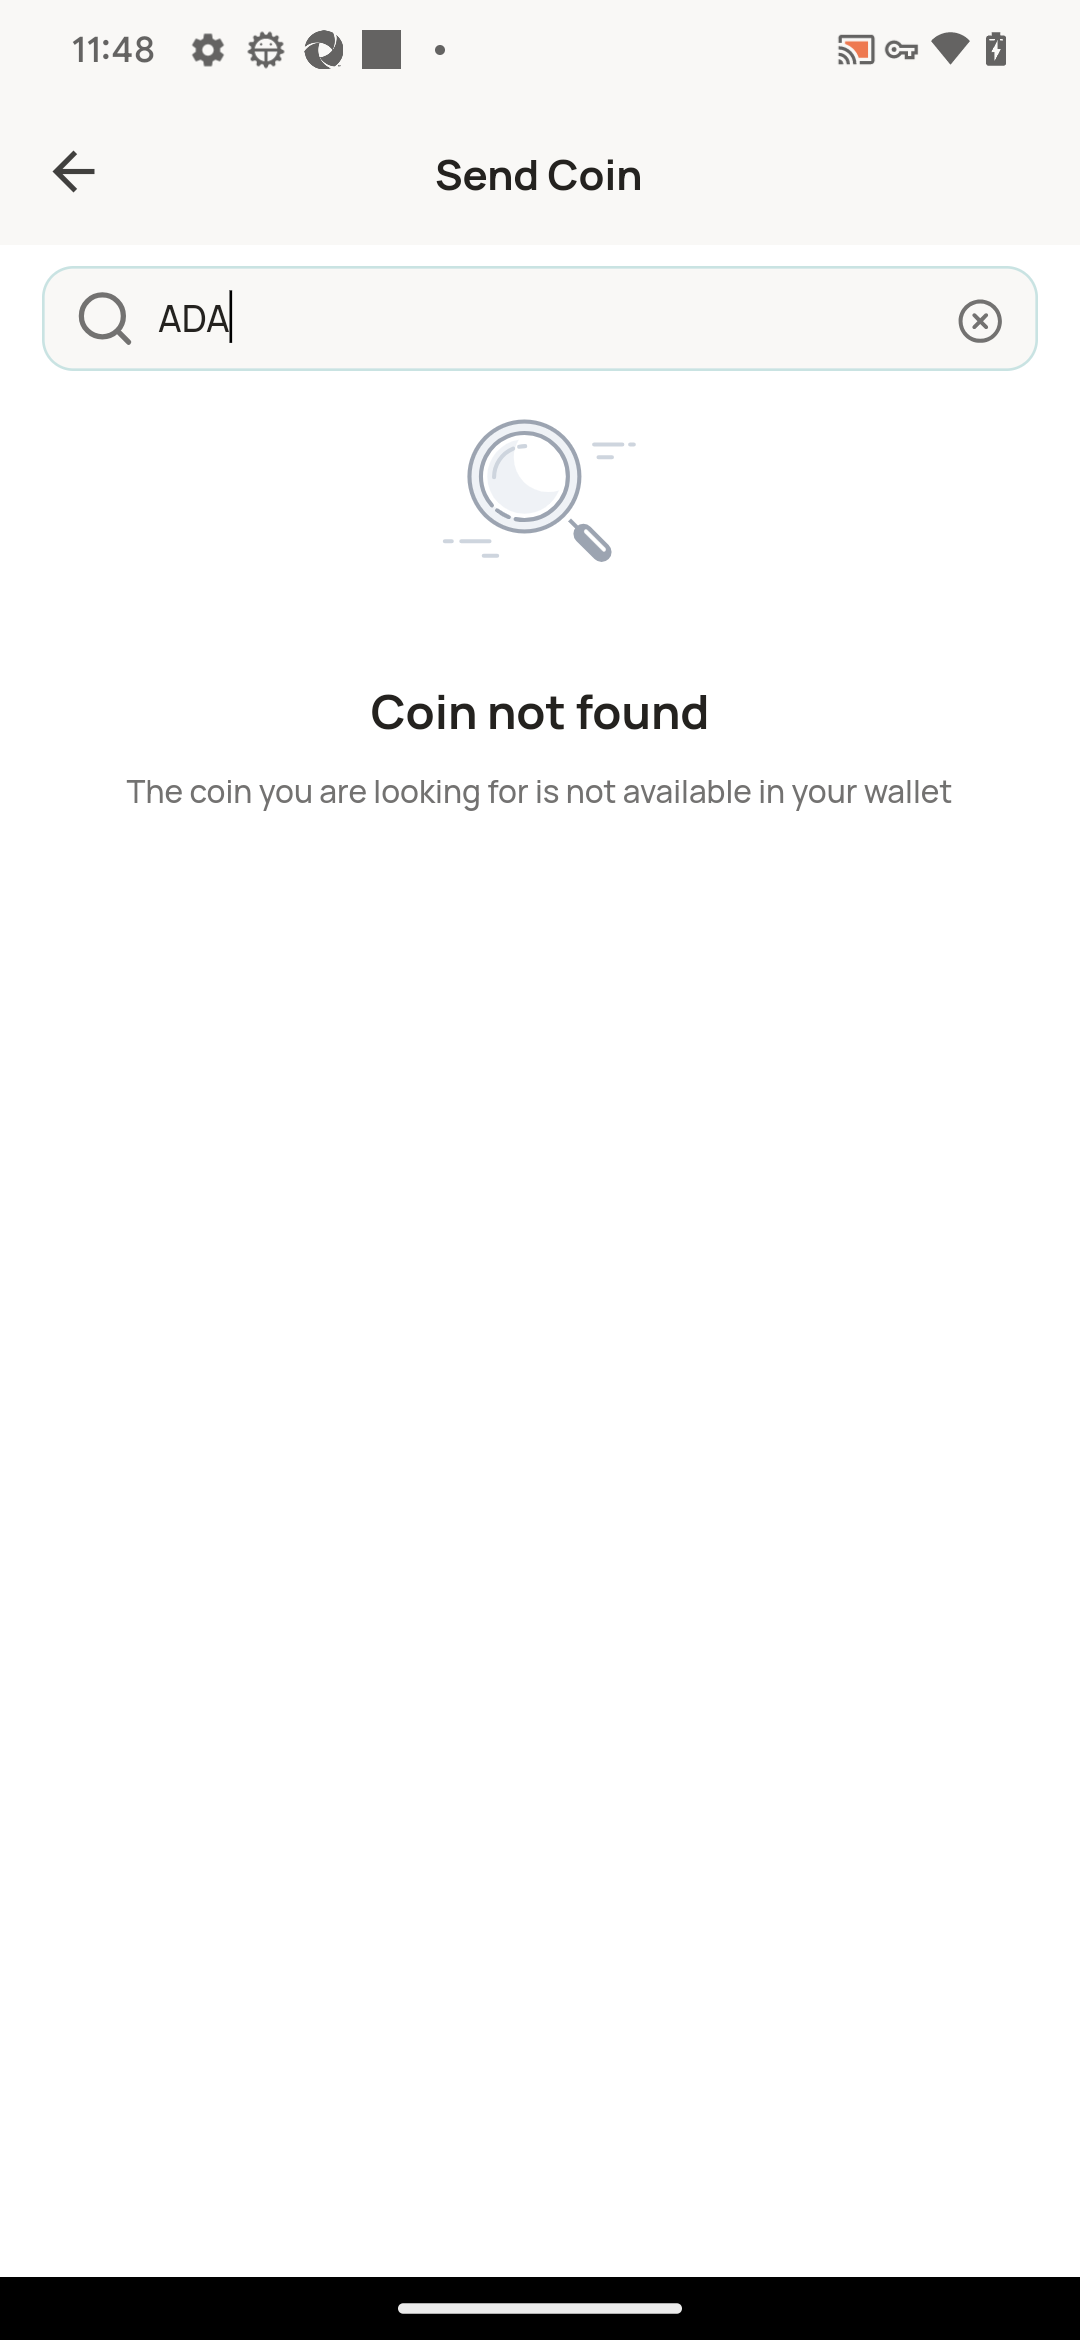 11:48
Send Coin
ADA
Coin not found
The coin you are looking for is not available in your wallet